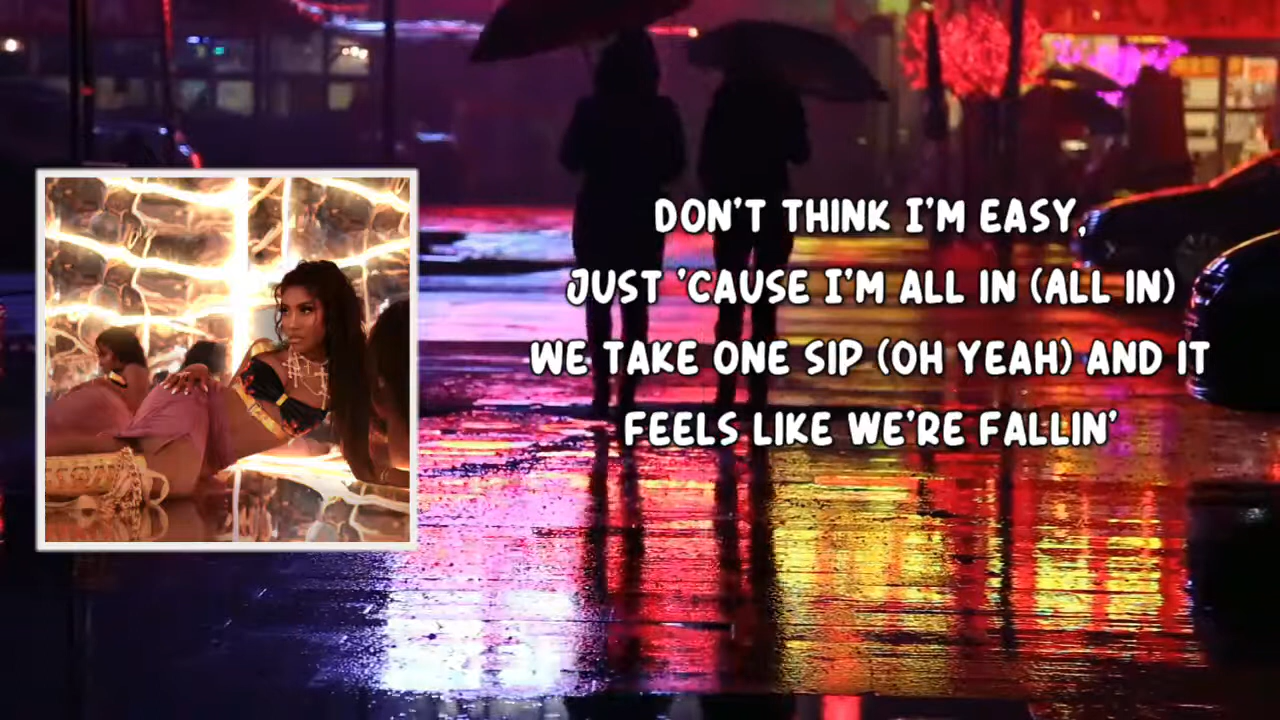 DON'T THINK I'M EASY,
JUST 'CAUSE I'M ALL IN (ALL IN)
WE TAKE ONE SIP (OH YEAH) AND IT
FEELS LIKE WE'RE FALLIN'